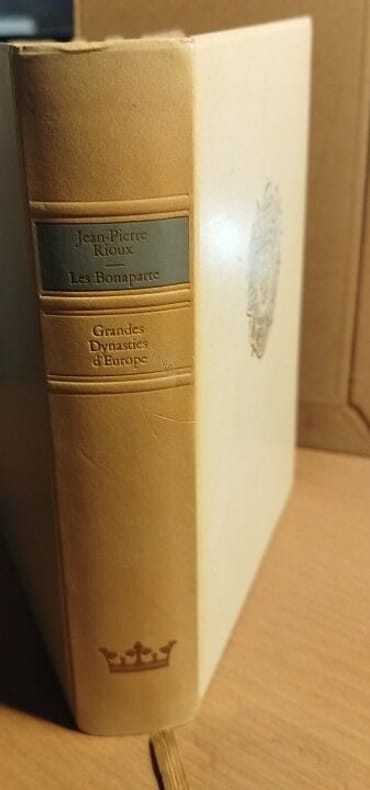 Jean-Pierre
Rioux
Les Bonaparte
Grandes
Dynasties
d'Europe